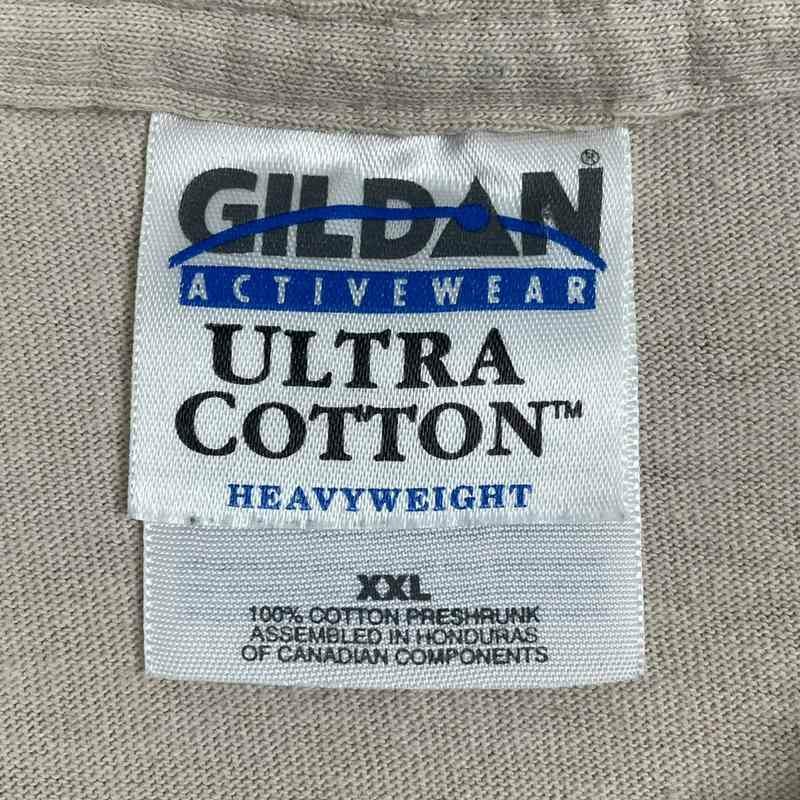 GILDAN®
ACTIVEWEAR
ULTRA
COTTON™
HEAVYWEIGHT
XXL
100% COTTON PRESHRUNK
ASSEMBLED IN HONDURAS
OF CANADIAN COMPONENTS